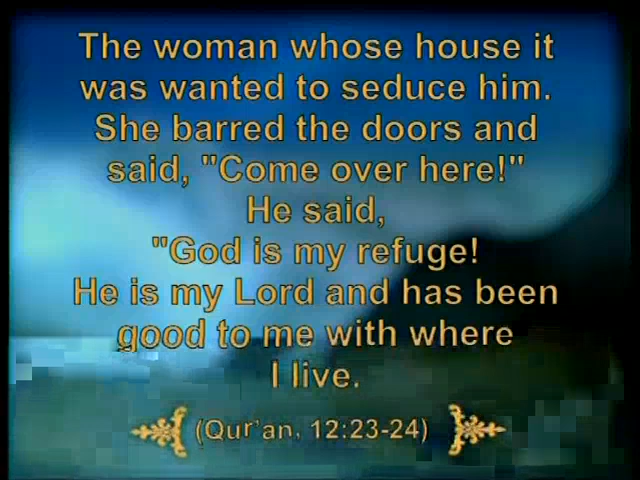 The woman whose house it
was wanted to seduce him.
She barred the doors and
said, "Come over here!"
He said,
"God is my refuge!
He is my Lord and has been
good to me with where
I live.
(Qur'an, 12:23-24)